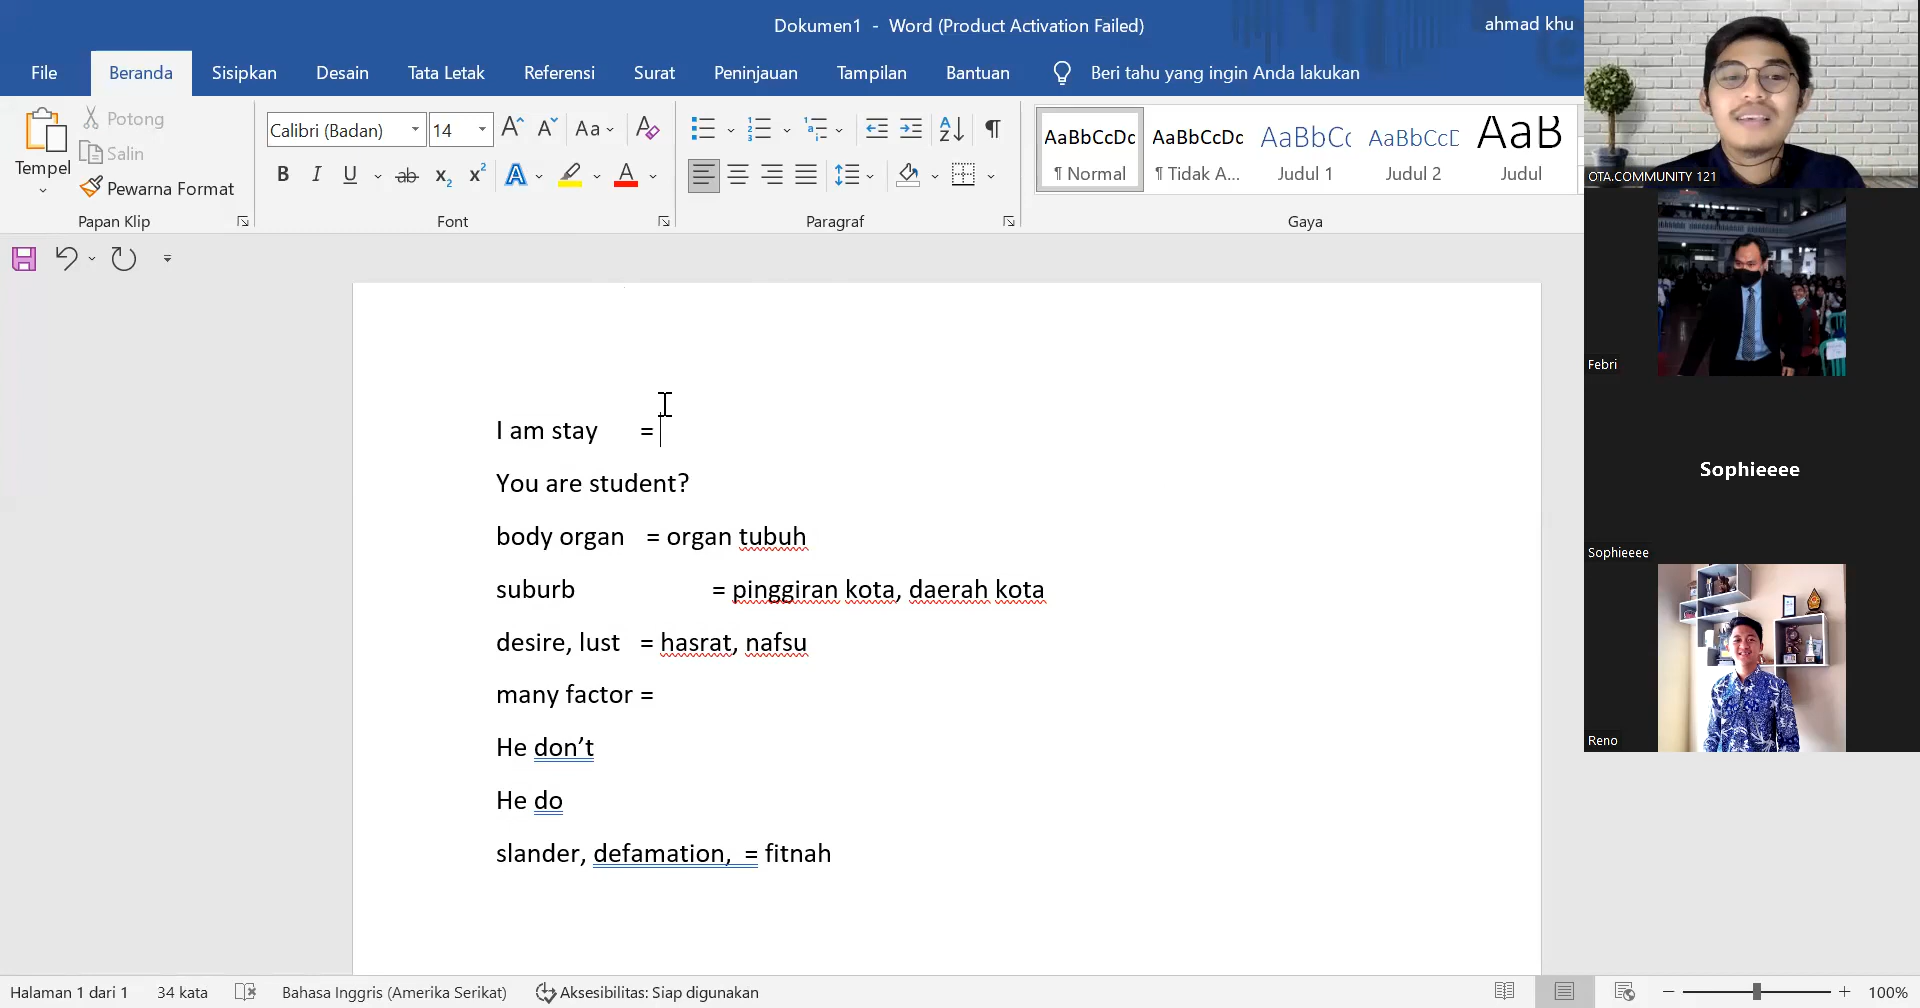 Dokumen1 - Word (Product Activation Failed)
ahmad khu
File Beranda Sisipkan Desain Tata Letak Referensi Surat Peninjauan Tampilan Bantuan Beri tahu yang ingin Anda lakukan
Tempel
Potong
Salin
Pewarna Format
Papan Klip
Calibri (Badan) 14
Font
Paragraf
AaBbCcDc AaBbCcDc AaBbCc AaBbCcD AaB
¶ Normal ¶ Tidak A... Judul 1 Judul 2 Judul
Gaya
I am stay =
You are student?
body organ = organ tubuh
suburb = pinggiran kota, daerah kota
desire, lust = hasrat, nafsu
many factor =
He don’t
He do
slander, defamation, = fitnah
OTA.COMMUNITY 121
Febri
Sophieeee
Sophieeee
Reno
Halaman 1 dari 1 34 kata Bahasa Inggris (Amerika Serikat) Aksesibilitas: Siap digunakan 100%